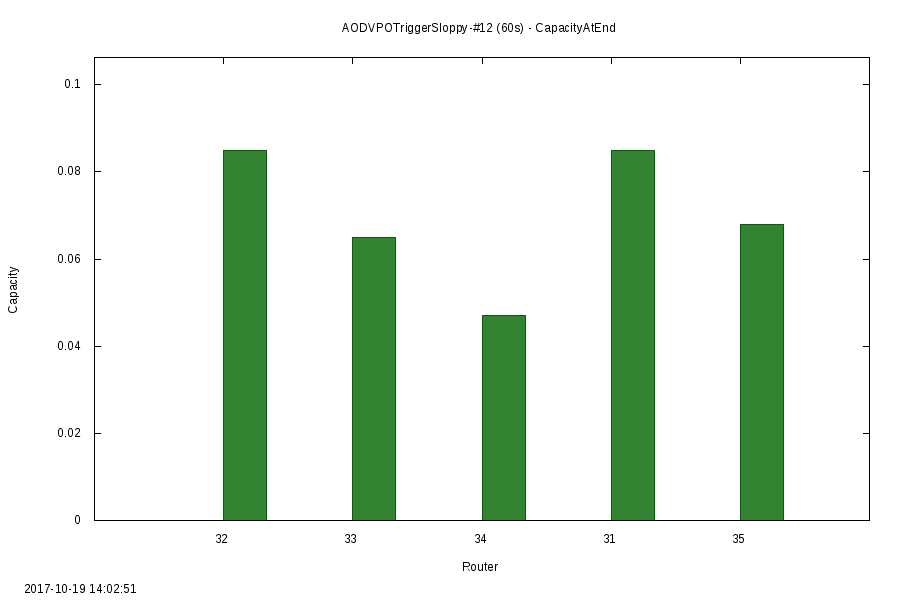 AODVPOTriggerSloppy-#12 (60s) - CapacityAtEnd
0.1
0.08
0.06
0.04
0.02
0
Capacity
32 33 34 31 35
Router
2017-10-19 14:02:51